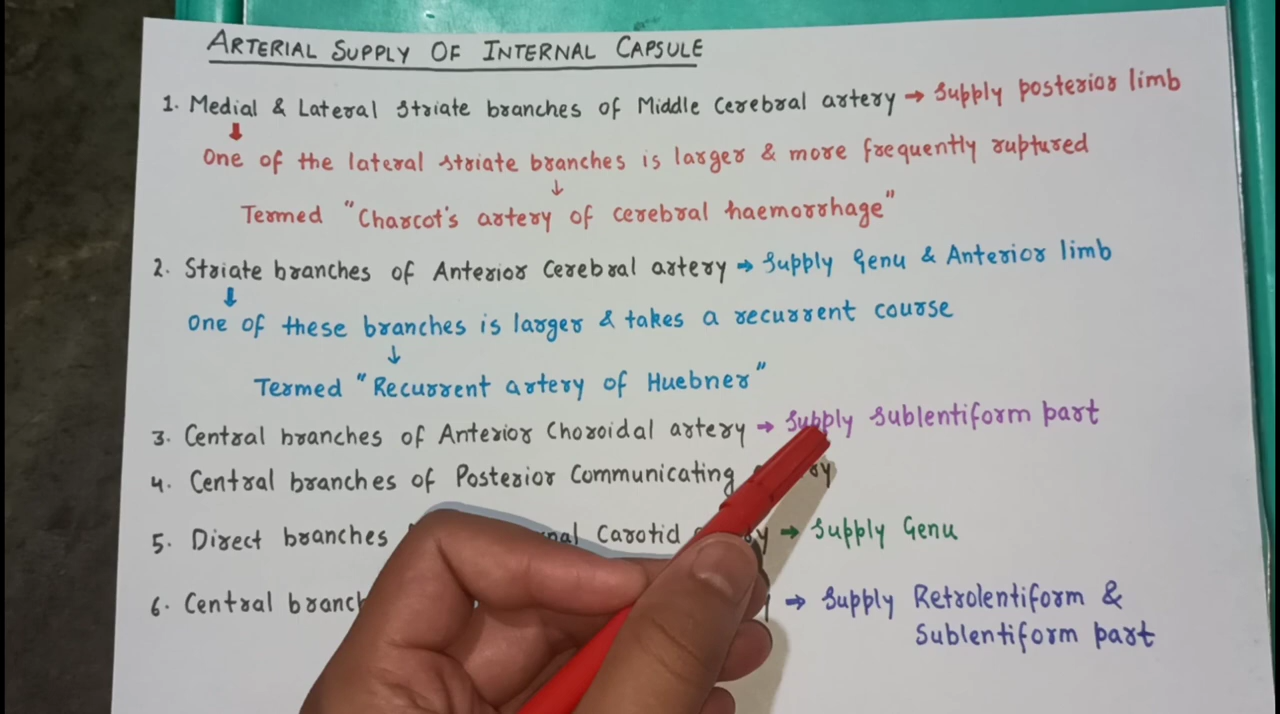 ARTERIAL SUPPLY OF INTERNAL CAPSULE
1. Medial & Lateral striate branches of Middle Cerebral artery → Supply posterior limb
↓
One of the lateral striate branches is larger & more frequently ruptured
↓
Termed "Charcot's artery of cerebral haemorrhage"
2. Striate branches of Anterior Cerebral artery → Supply Genu & Anterior limb
↓
One of these branches is larger & takes a recurrent course
↓
Termed "Recurrent artery of Huebner"
3. Central branches of Anterior Choroidal artery → Supply Sublentiform part
4. Central branches of Posterior Communicating
5. Direct branches Carotid → Supply Genu
6. Central → Supply Retrolentiform &
Sublentiform part